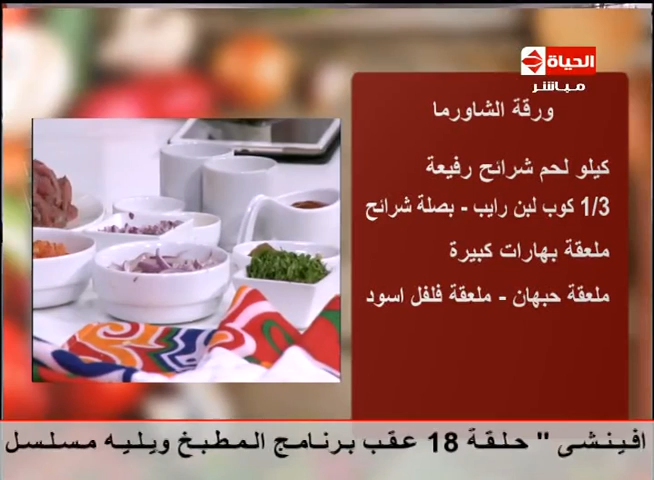 الحياة
مباشر
ورقة الشاورما
كيلو لحم شرائح رفيعة
1/3 كوب لبن رايب - بصلة شرائح
ملعقة بهارات كبيرة
ملعقة حبهان - ملعقة فلفل اسود
افينشى " حلقة 18 عقب برنامج المطبخ ويليه مسلسل